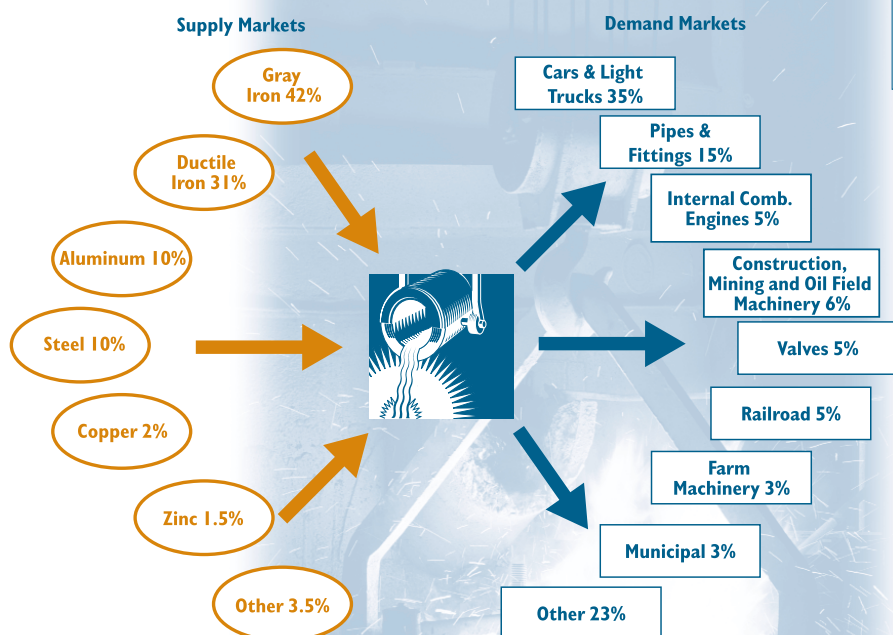 Supply Markets
Demand Markets
Gray
Iron 42%
Ductile
Iron 31%
Aluminum 10%
Steel 10%
Copper 2%
Zinc 1.5%
Other 3.5%
Cars & Light
Trucks 35%
Pipes &
Fittings 15%
Internal Comb.
Engines 5%
Construction,
Mining and Oil Field
Machinery 6%
Valves 5%
Railroad 5%
Farm
Machinery 3%
Municipal 3%
Other 23%